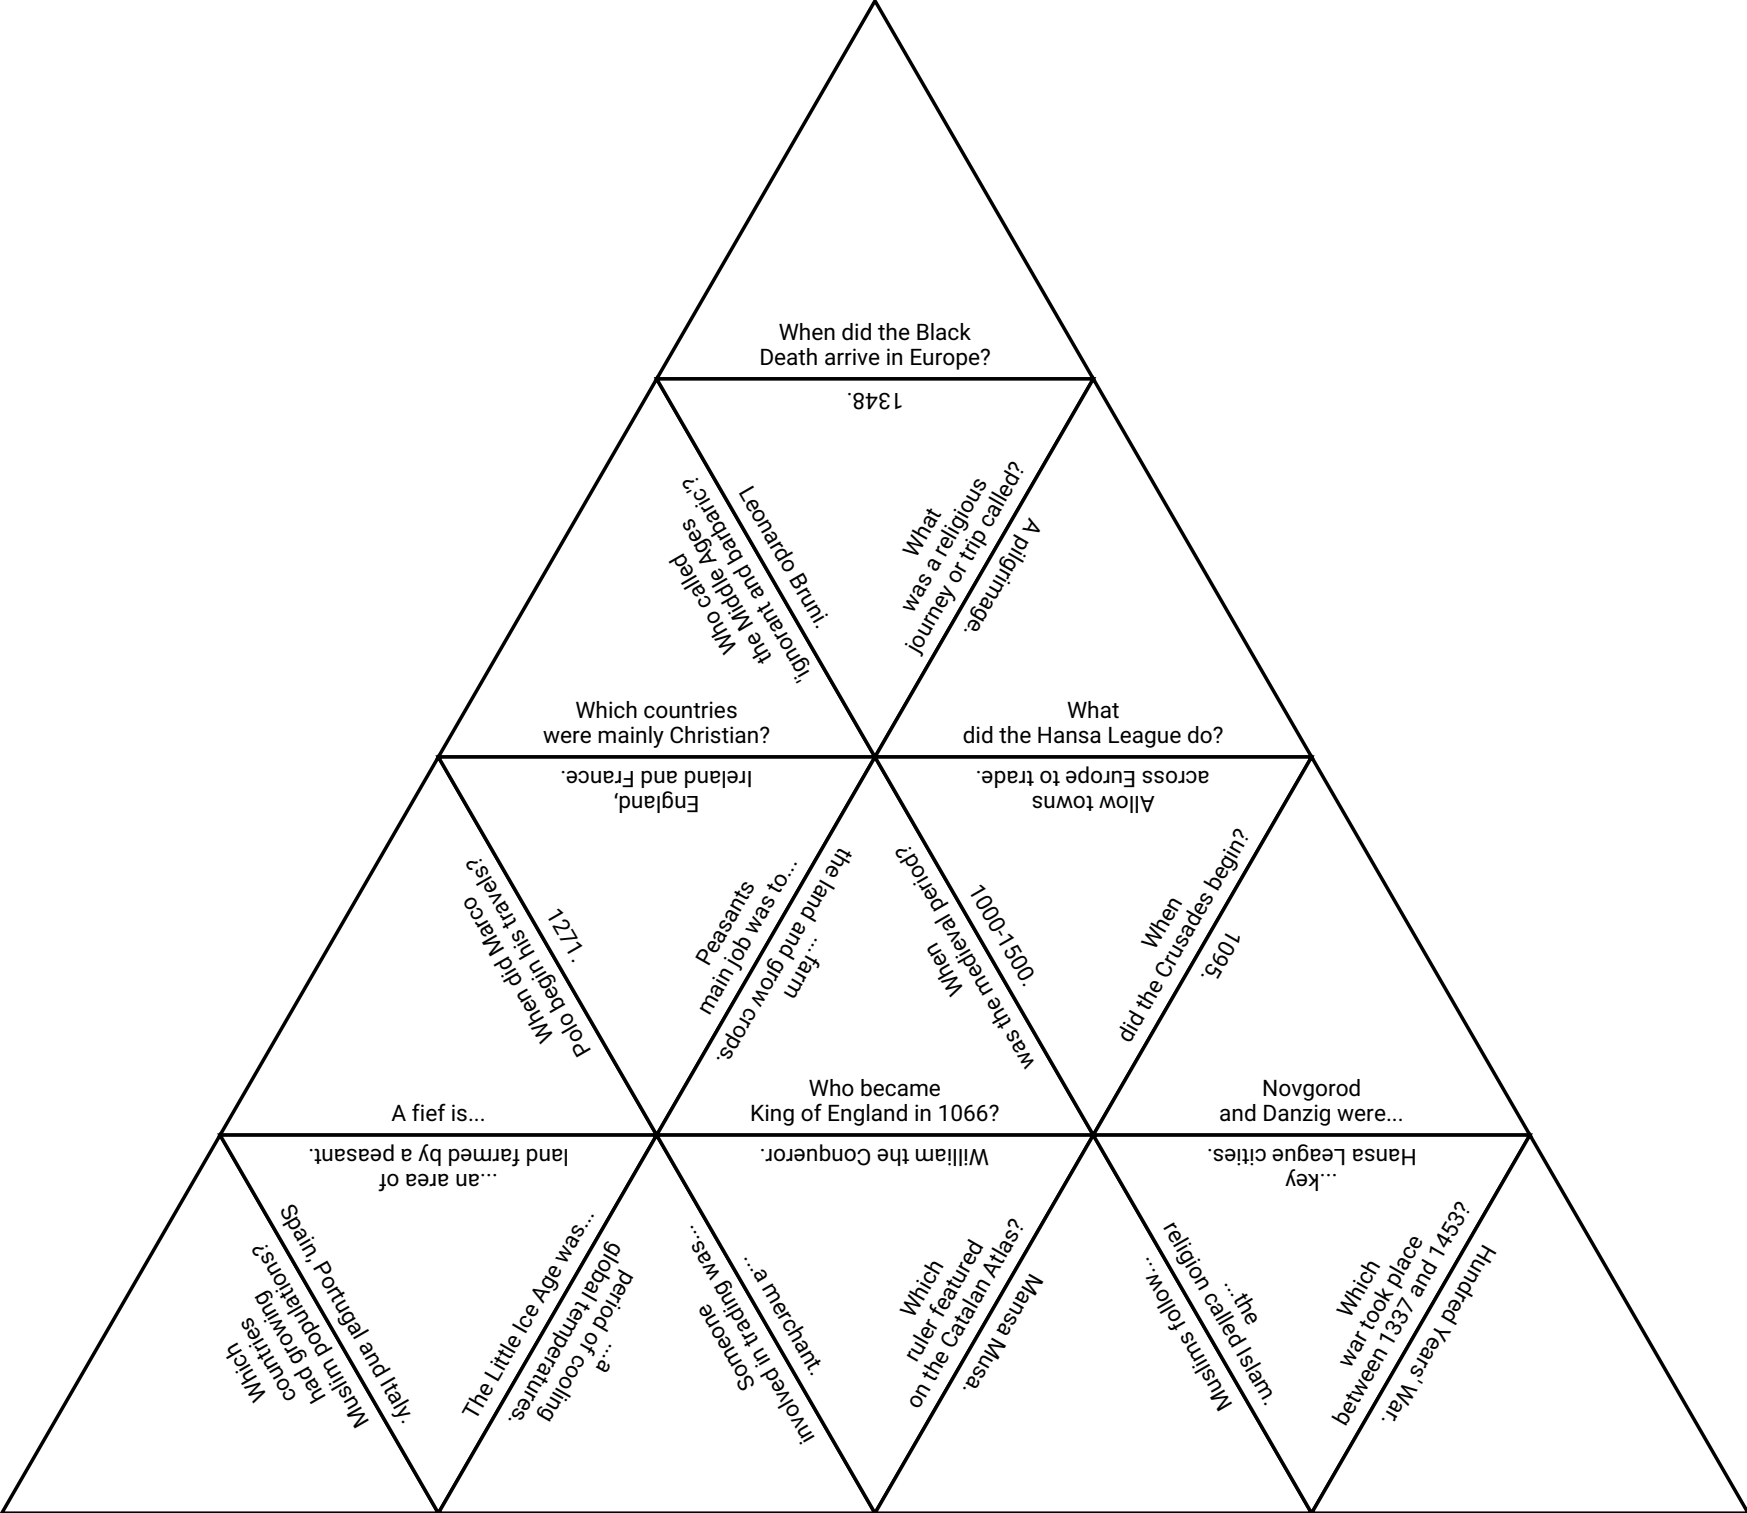 When did the Black
Death arrive in Europe?
1348.
Who called
the Middle Ages
'ignorant and barbaric'?
Leonardo Bruni.
What
was a religious
journey or trip called?
A pilgrimage.
Which countries
were mainly Christian?
England,
Ireland and France.
What
did the Hansa League do?
Allow towns
across Europe to trade.
When did Marco
Polo begin his travels?
1271.
Peasants
main job was to...
...farm
the land and grow crops.
When
was the medieval period?
1000-1500.
When
did the Crusades begin?
1095.
A fief is...
...an area of
land farmed by a peasant.
Who became
King of England in 1066?
William the Conqueror.
Novgorod
and Danzig were...
...key
Hansa League cities.
Which
countries
had growing
Muslim populations?
Spain, Portugal and Italy.
The Little Ice Age was...
...a
period of cooling
global temperatures.
Someone
involved in trading was...
...a merchant.
Which
ruler featured
on the Catalan Atlas?
Mansa Musa.
Muslims follow...
...the
religion called Islam.
Which
war took place
between 1337 and 1453?
Hundred Years' War.